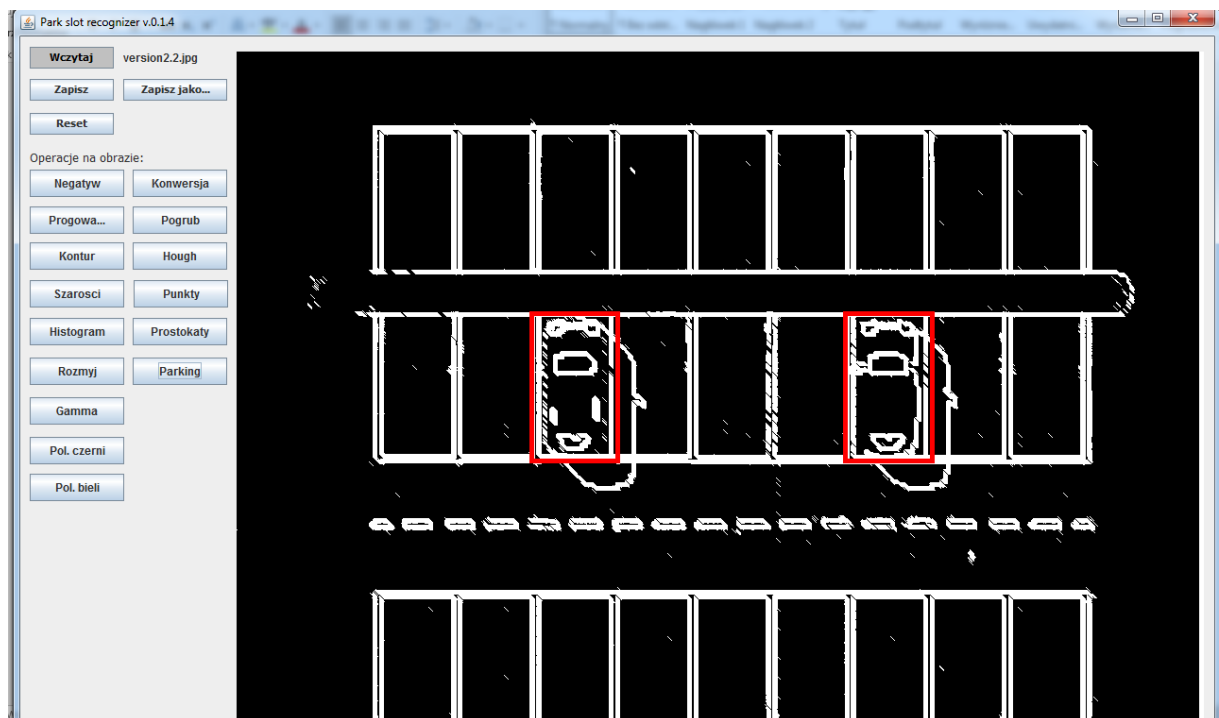 Park slot recognizer v.0.1.4
Wczytaj version2.2.jpg
Zapisz Zapisz jako...
Reset
Operacje na obrazie:
Negatyw Konwersja
Progowa... Pogrub
Kontur Hough
Szarosci Punkty
Histogram Prostokaty
Rozmyj Parking
Gamma
Pol. czerni
Pol. bieli